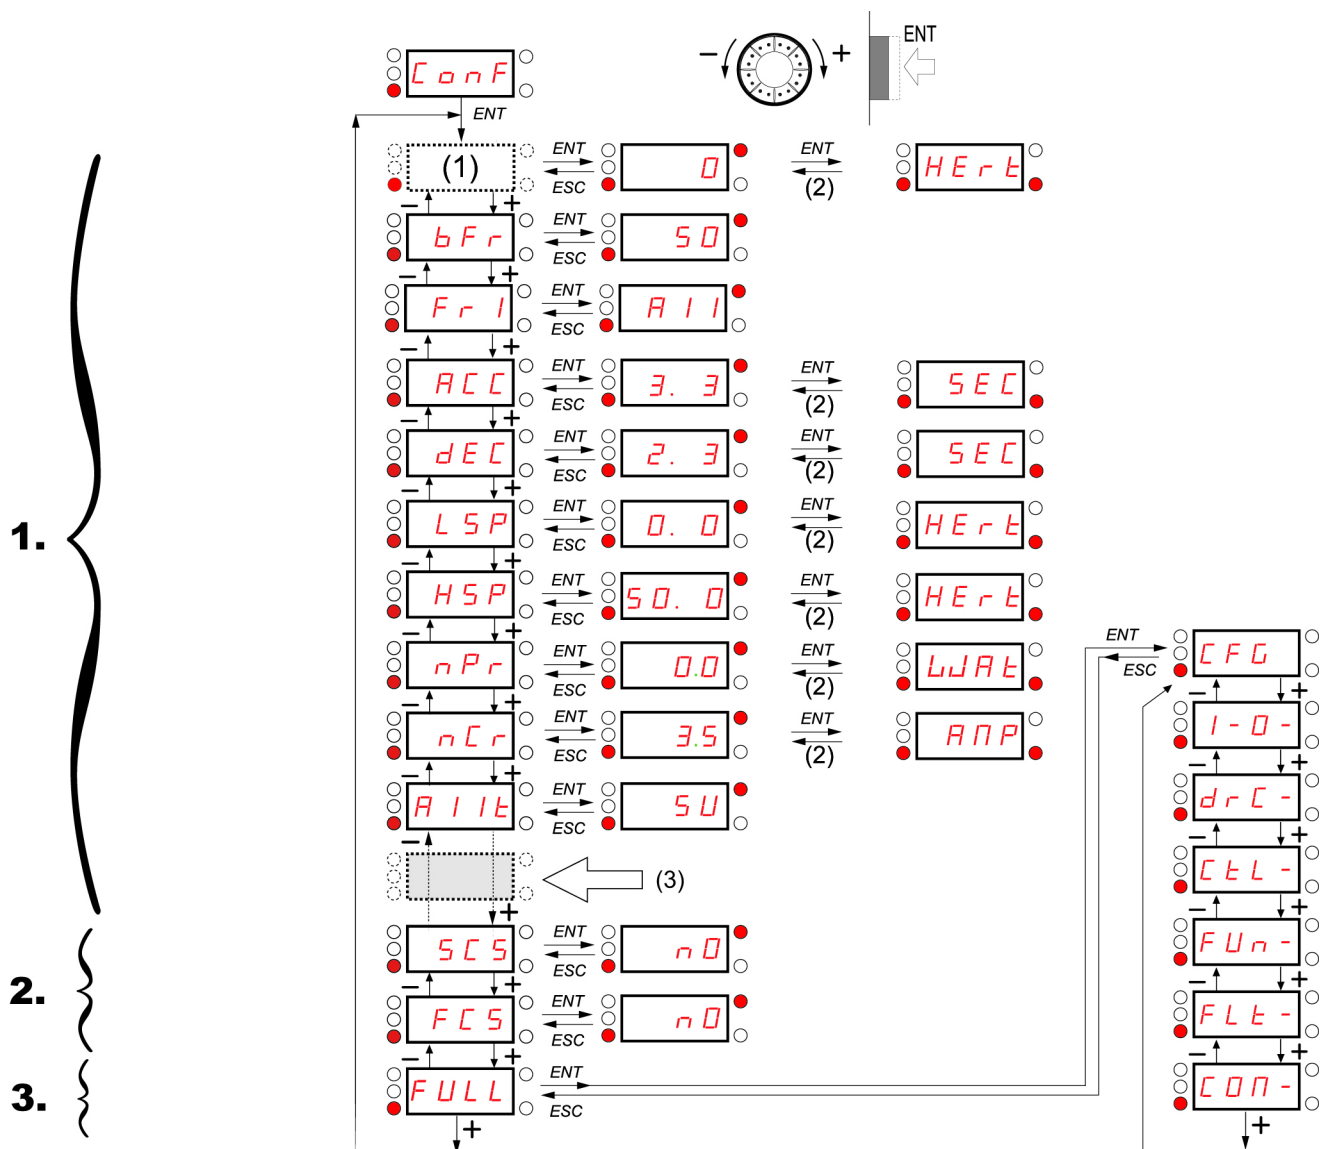 ConF
− + ENT
ENT
(1) ENT ESC 0 ENT (2) HErt
− +
bFr ENT ESC 50
− +
Fr1 ENT ESC A11
− +
ACC ENT ESC 3. 3 ENT (2) SEC
− +
dEC ENT ESC 2. 3 ENT (2) SEC
− +
LSP ENT ESC 0. 0 ENT (2) HErt
− +
1.
HSP ENT ESC 50. 0 ENT (2) HErt
− +
nPr ENT ESC 0.0 ENT (2) WAt
− +
nCr ENT ESC 3.5 ENT (2) AMP
− +
AI1t ENT ESC 5U
− +
(3)
2.
SCS ENT ESC nO
− +
FCS ENT ESC nO
− +
3.
FULL ENT ESC
+
ENT ESC CFG
− +
I-O-
− +
drC-
− +
CtL-
− +
FUn-
− +
FLt-
− +
COM-
+